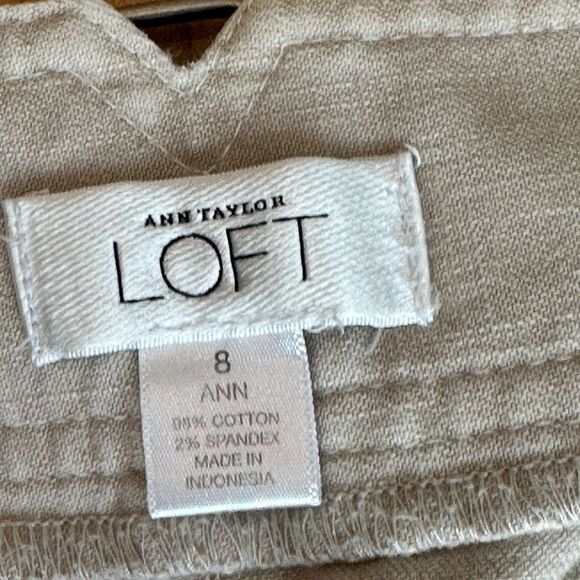 ANN TAYLOR
LOFT
8
ANN
98% COTTON
2% SPANDEX
MADE IN
INDONESIA